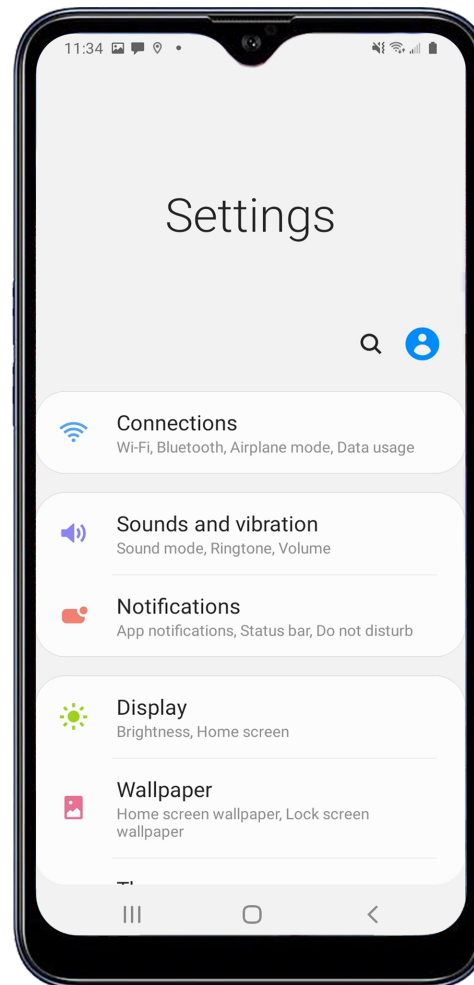 11:34
Settings
Connections
Wi-Fi, Bluetooth, Airplane mode, Data usage
Sounds and vibration
Sound mode, Ringtone, Volume
Notifications
App notifications, Status bar, Do not disturb
Display
Brightness, Home screen
Wallpaper
Home screen wallpaper, Lock screen
wallpaper